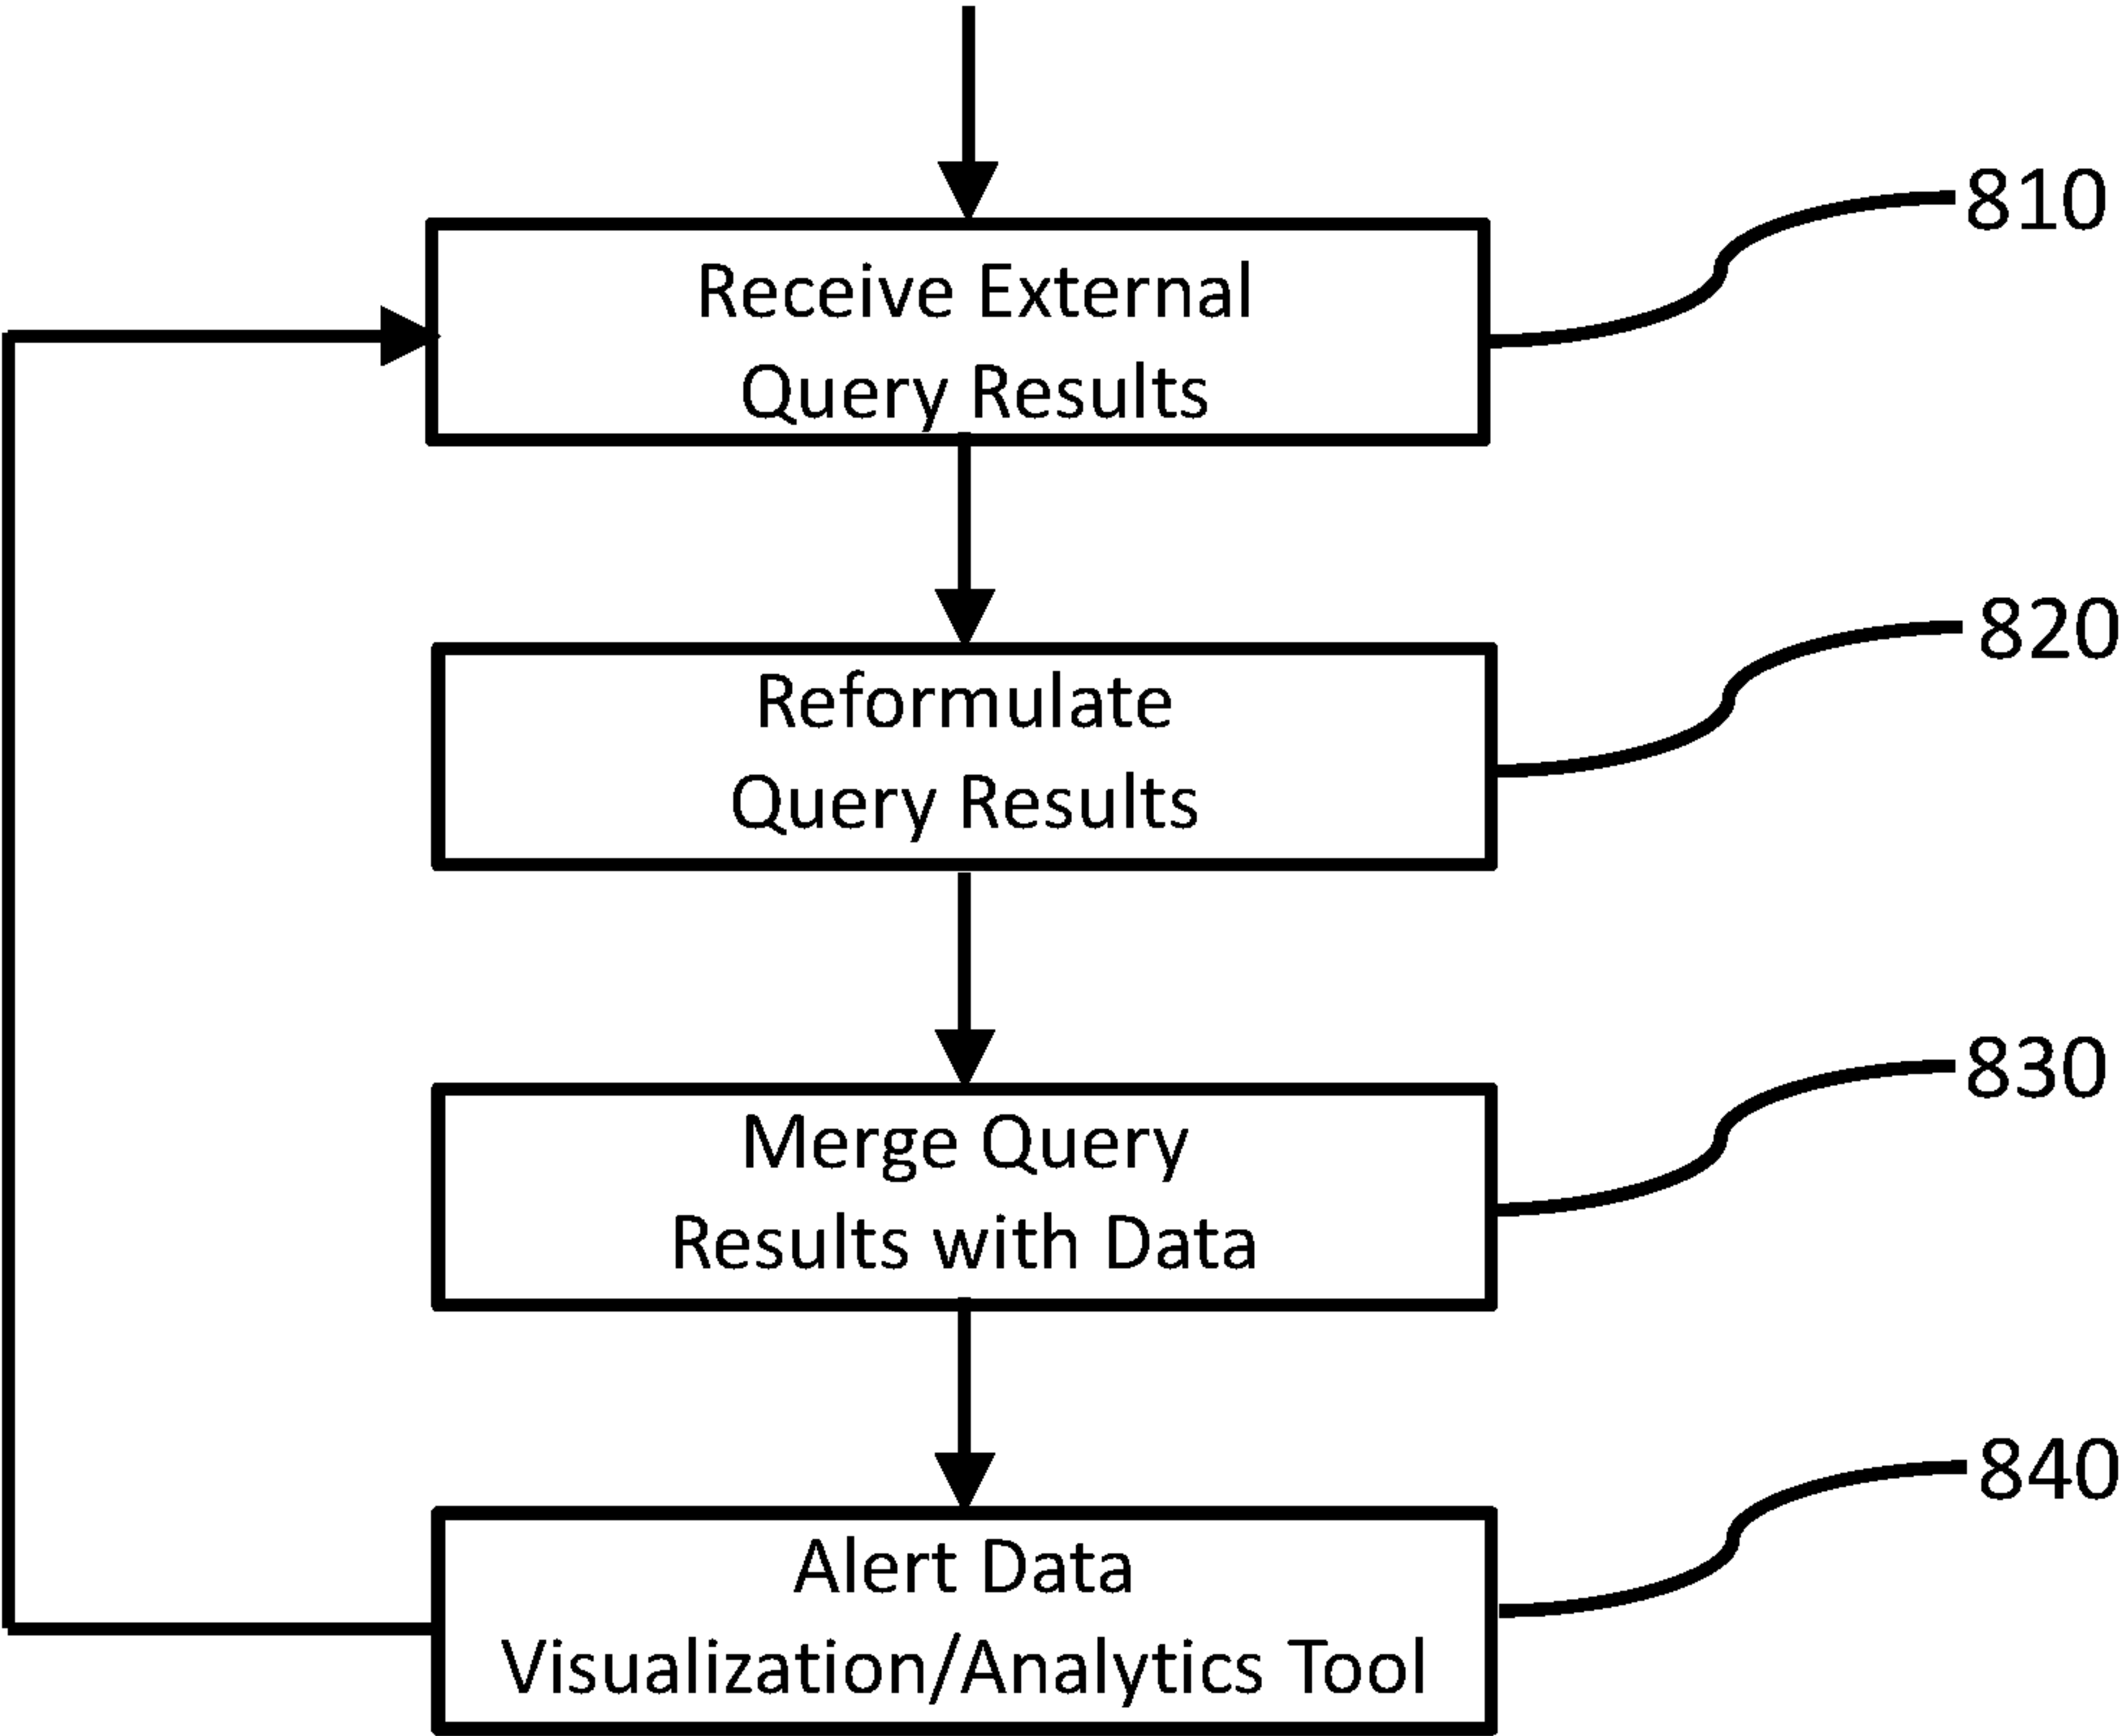 810
Receive External
Query Results
820
Reformulate
Query Results
830
Merge Query
Results with Data
840
Alert Data
Visualization/Analytics Tool